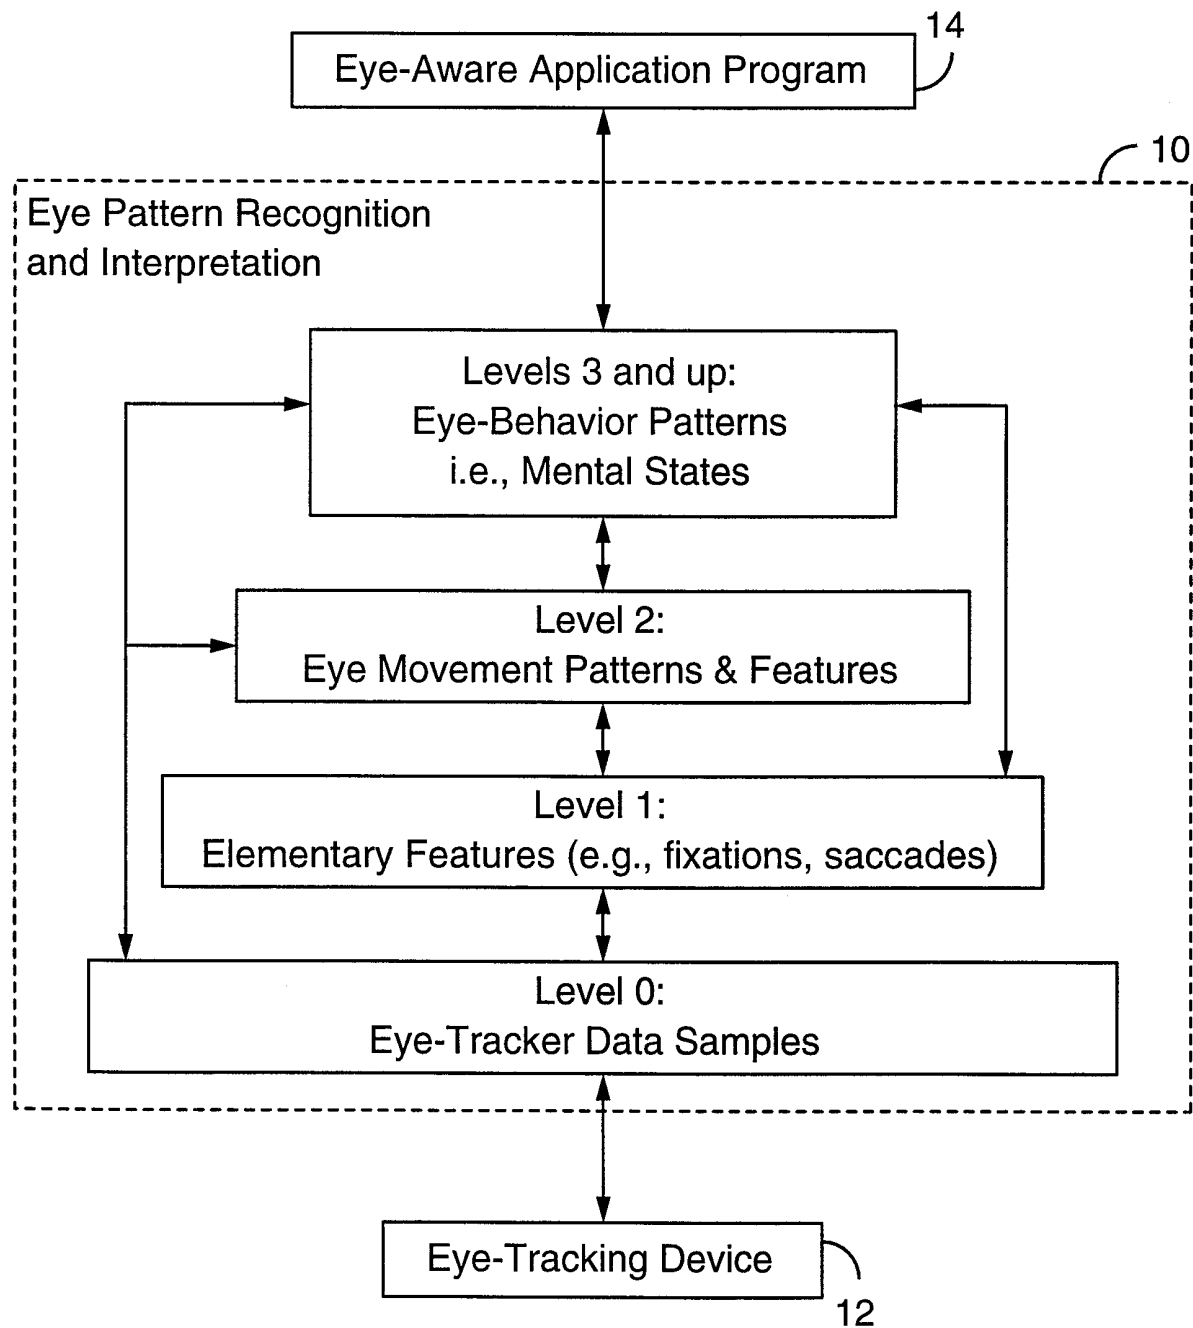 14
Eye-Aware Application Program
10
Eye Pattern Recognition
and Interpretation
Levels 3 and up:
Eye-Behavior Patterns
i.e., Mental States
Level 2:
Eye Movement Patterns & Features
Level 1:
Elementary Features (e.g., fixations, saccades)
Level 0:
Eye-Tracker Data Samples
Eye-Tracking Device
12